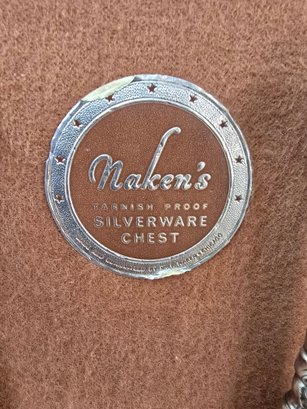 Naken's
TARNISH PROOF
SILVERWARE
CHEST